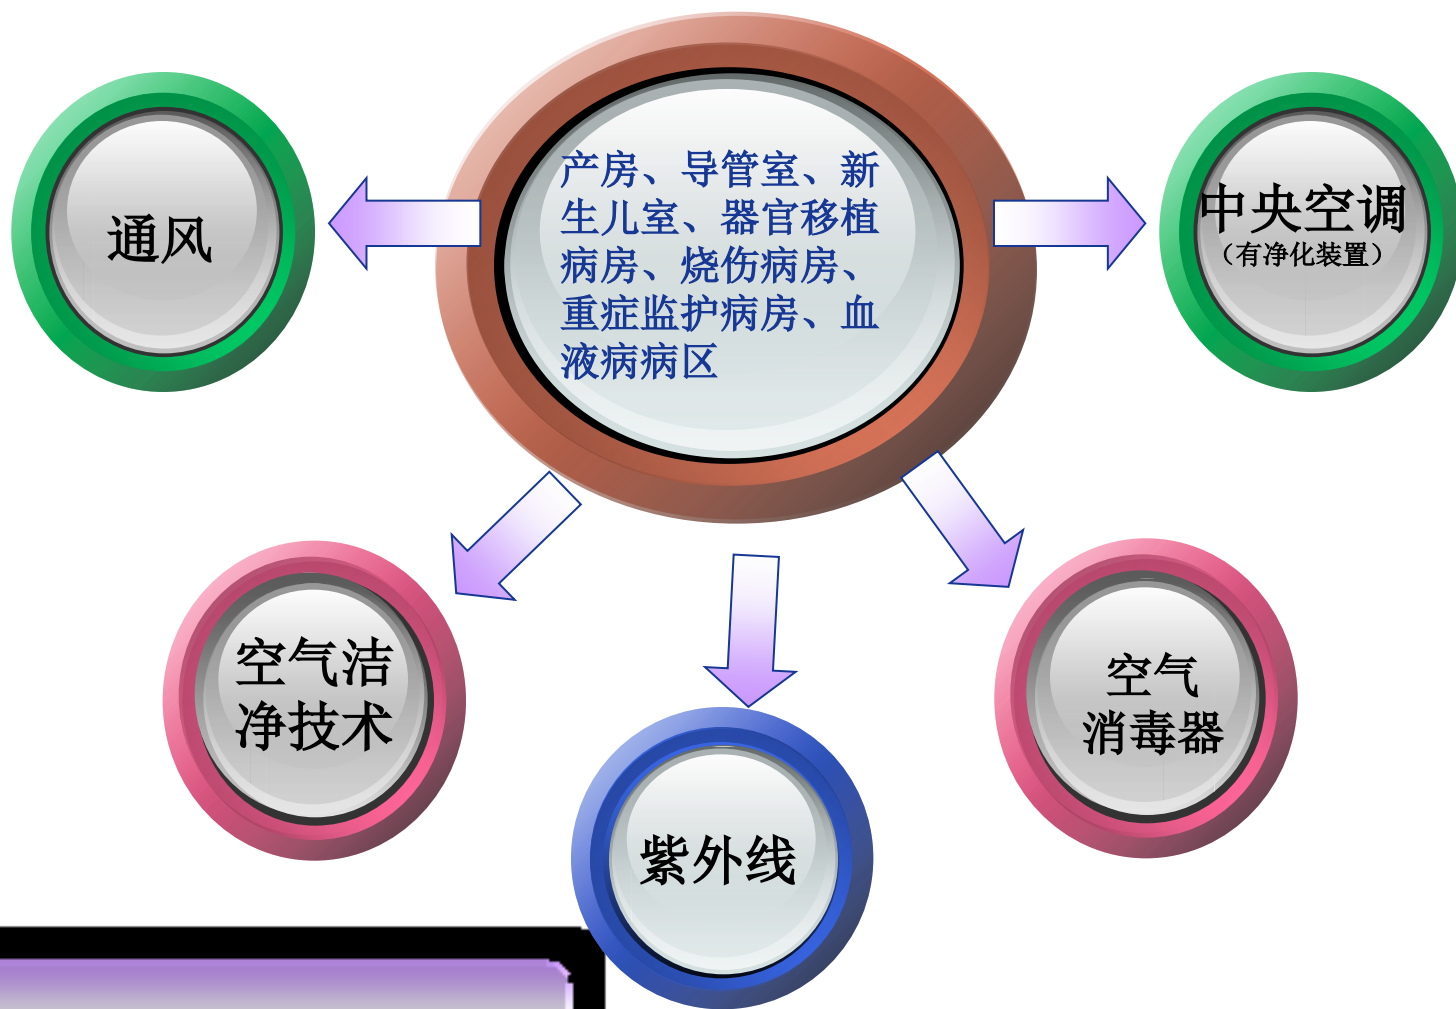 产房、导管室、新
生儿室、器官移植
病房、烧伤病房、
重症监护病房、血
液病病区
通风
中央空调
（有净化装置）
空气洁
净技术
空气
消毒器
紫外线